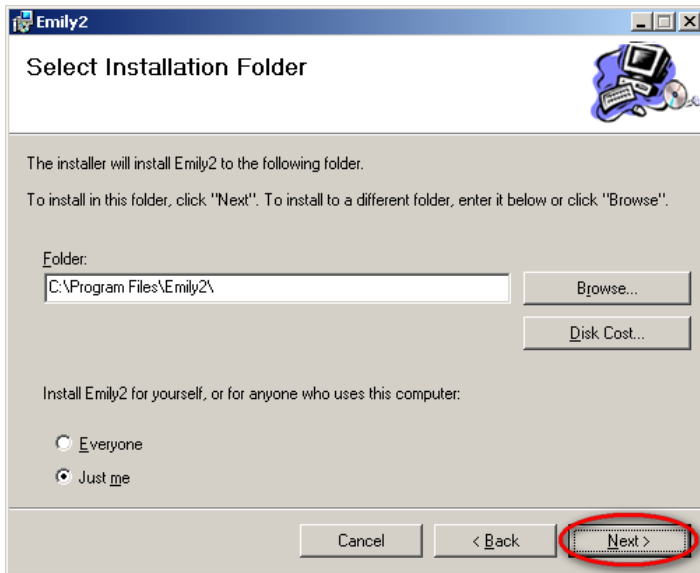 Emily2
Select Installation Folder
The installer will install Emily2 to the following folder.
To install in this folder, click "Next". To install to a different folder, enter it below or click "Browse".
Folder:
C:\Program Files\Emily2\
Browse...
Disk Cost...
Install Emily2 for yourself, or for anyone who uses this computer:
Everyone
Just me
Cancel
< Back
Next >